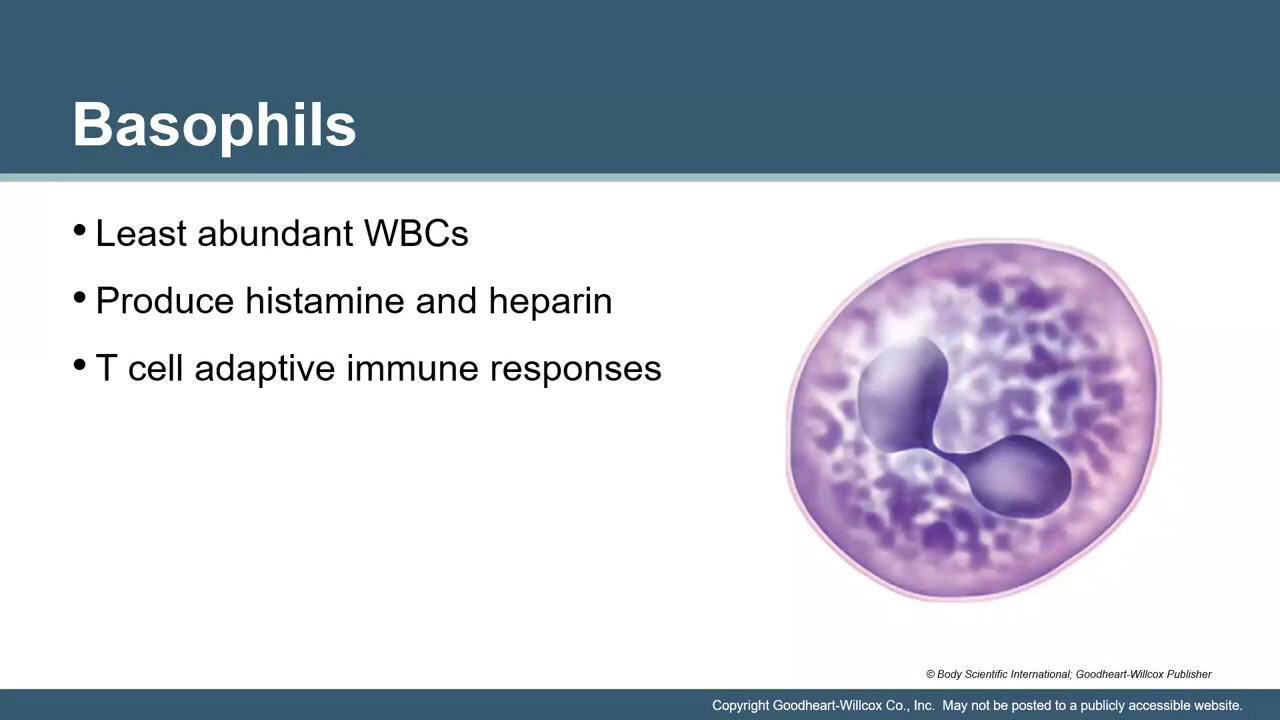 Basophils
• Least abundant WBCs
• Produce histamine and heparin
• T cell adaptive immune responses
© Body Scientific International; Goodheart-Willcox Publisher
Copyright Goodheart-Willcox Co., Inc. May not be posted to a publicly accessible website.